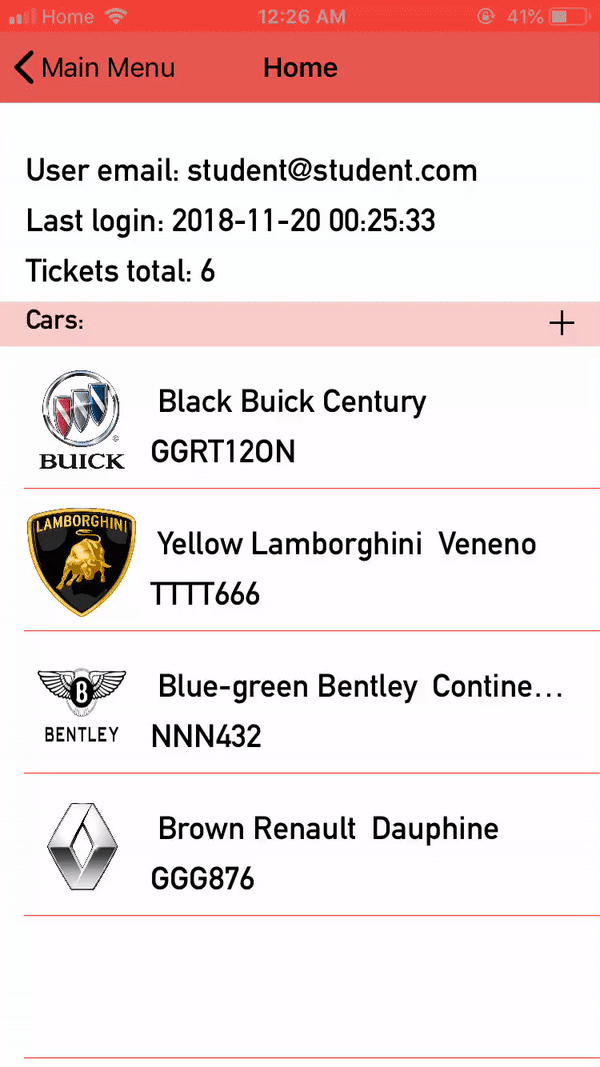 Home 12:26 AM 41%
Main Menu Home
User email: student@student.com
Last login: 2018-11-20 00:25:33
Tickets total: 6
Cars: +
BUICK
Black Buick Century
GGRT12ON
LAMBORGHINI
Yellow Lamborghini Veneno
TTTT666
B
BENTLEY
Blue-green Bentley Contine...
NNN432
Brown Renault Dauphine
GGG876